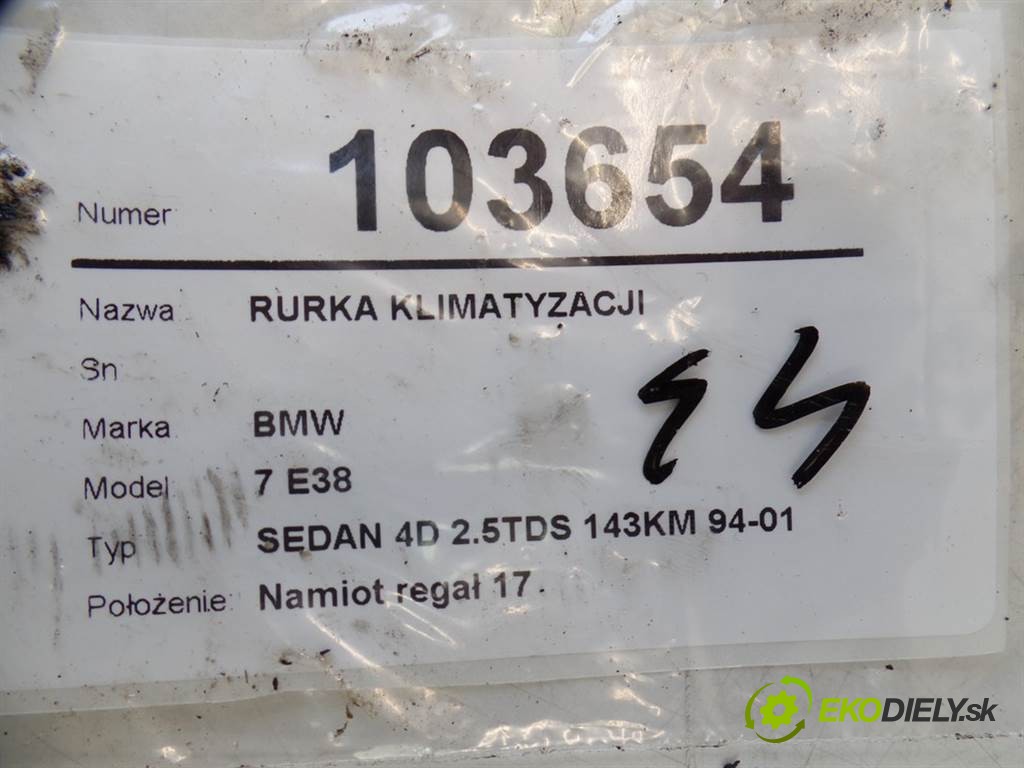 Numer 103654
Nazwa RURKA KLIMATYZACJI
Sn
Marka BMW
Model 7 E38
Typ SEDAN 4D 2.5TDS 143KM 94-01
Położenie: Namiot regał 17
EKODIELY.sk